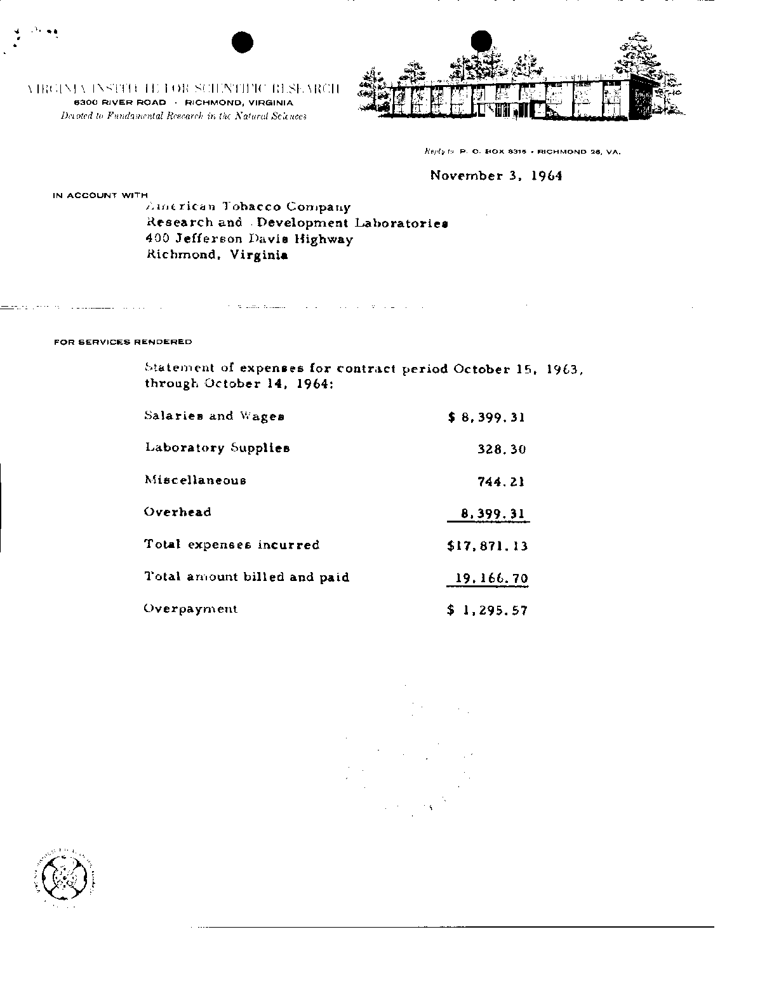 VIRGINIA INSTITUTE FOR SCIENTIFIC RESEARCH
6300 RIVER ROAD · RICHMOND, VIRGINIA
Devoted to Fundamental Research in the Natural Sciences
Reply to P. O. BOX 8315 · RICHMOND 26, VA.
November 3, 1964
IN ACCOUNT WITH
American Tobacco Company
Research and Development Laboratories
400 Jefferson Davis Highway
Richmond, Virginia
FOR SERVICES RENDERED
Statement of expenses for contract period October 15, 1963,
through October 14, 1964:
Salaries and Wages $ 8,399.31
Laboratory Supplies 328.30
Miscellaneous 744.21
Overhead 8,399.31
Total expenses incurred $17,871.13
Total amount billed and paid 19,166.70
Overpayment $ 1,295.57